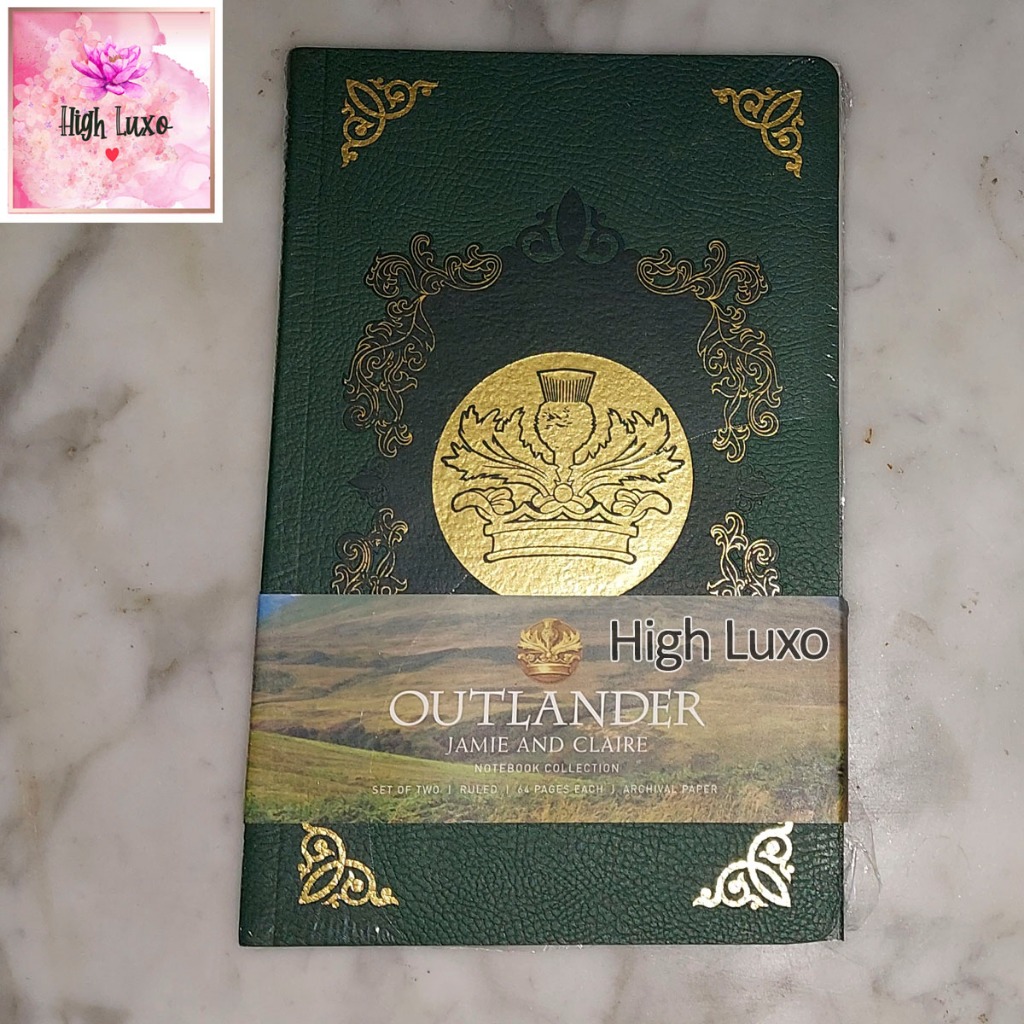 High Luxo
High Luxo
OUTLANDER
JAMIE AND CLAIRE
NOTEBOOK COLLECTION
SET OF TWO | RULED | 64 PAGES EACH | ARCHIVAL PAPER